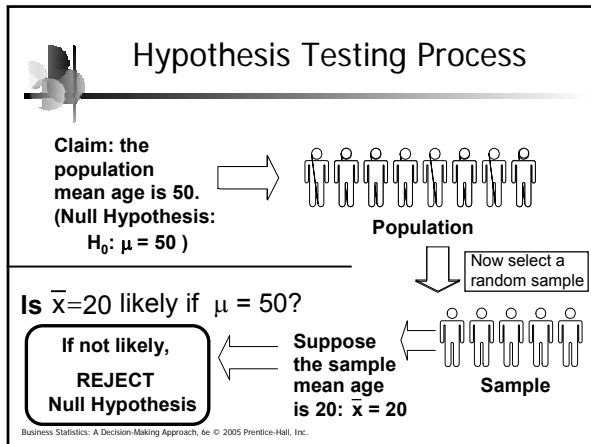 Hypothesis Testing Process
Claim: the
population
mean age is 50.
(Null Hypothesis:
H₀: μ = 50 )
Population
Now select a
random sample
Sample
Suppose
the sample
mean age
is 20: x̅ = 20
Is x̅=20 likely if μ = 50?
If not likely,
REJECT
Null Hypothesis
Business Statistics: A Decision-Making Approach, 6e © 2005 Prentice-Hall, Inc.